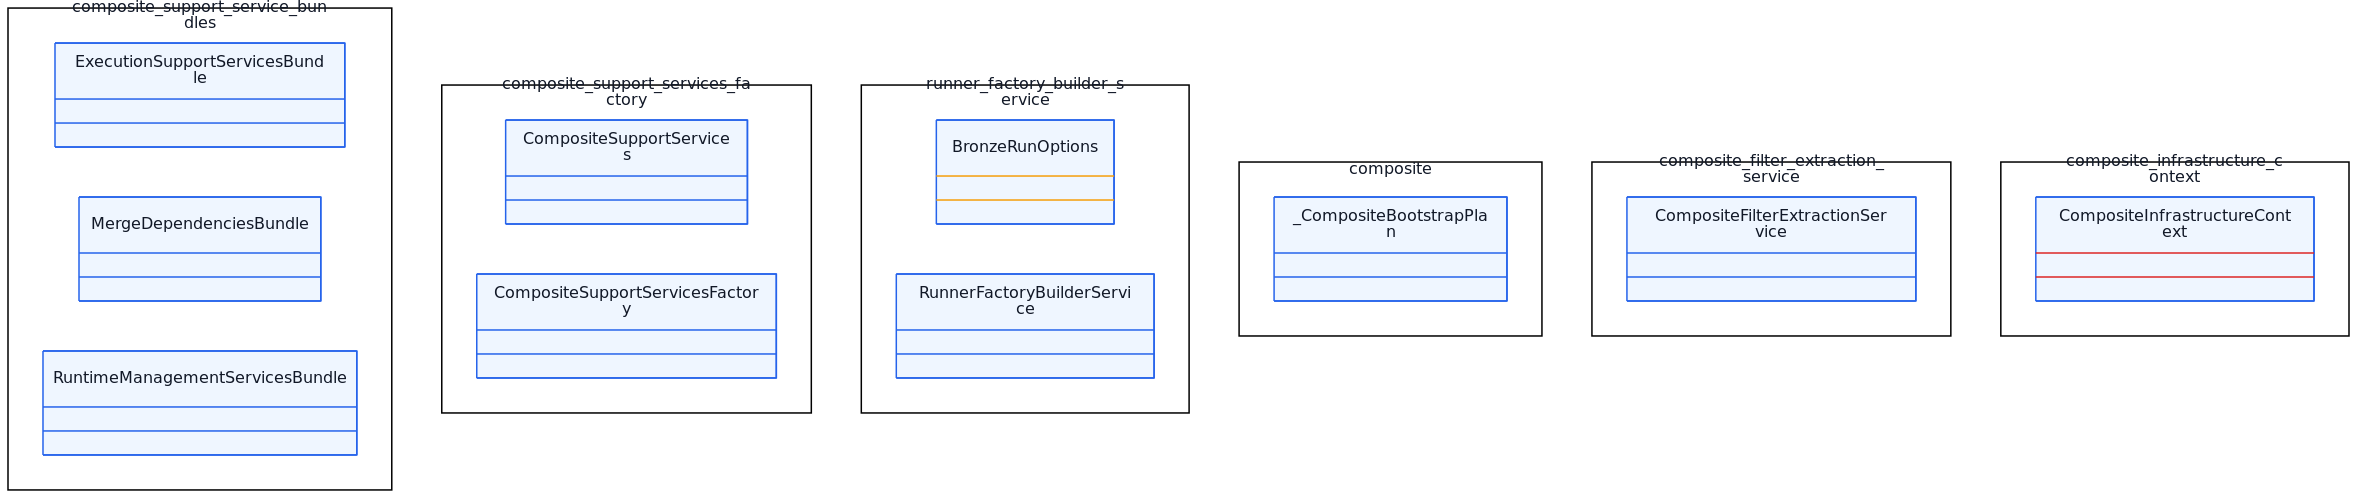 composite_support_service_bun
dles
ExecutionSupportServicesBund
le
MergeDependenciesBundle
RuntimeManagementServicesBundle
composite_support_services_fa
ctory
CompositeSupportService
s
CompositeSupportServicesFactor
y
runner_factory_builder_s
ervice
BronzeRunOptions
RunnerFactoryBuilderServi
ce
composite
_CompositeBootstrapPla
n
composite_filter_extraction_
service
CompositeFilterExtractionSer
vice
composite_infrastructure_c
ontext
CompositeInfrastructureCont
ext